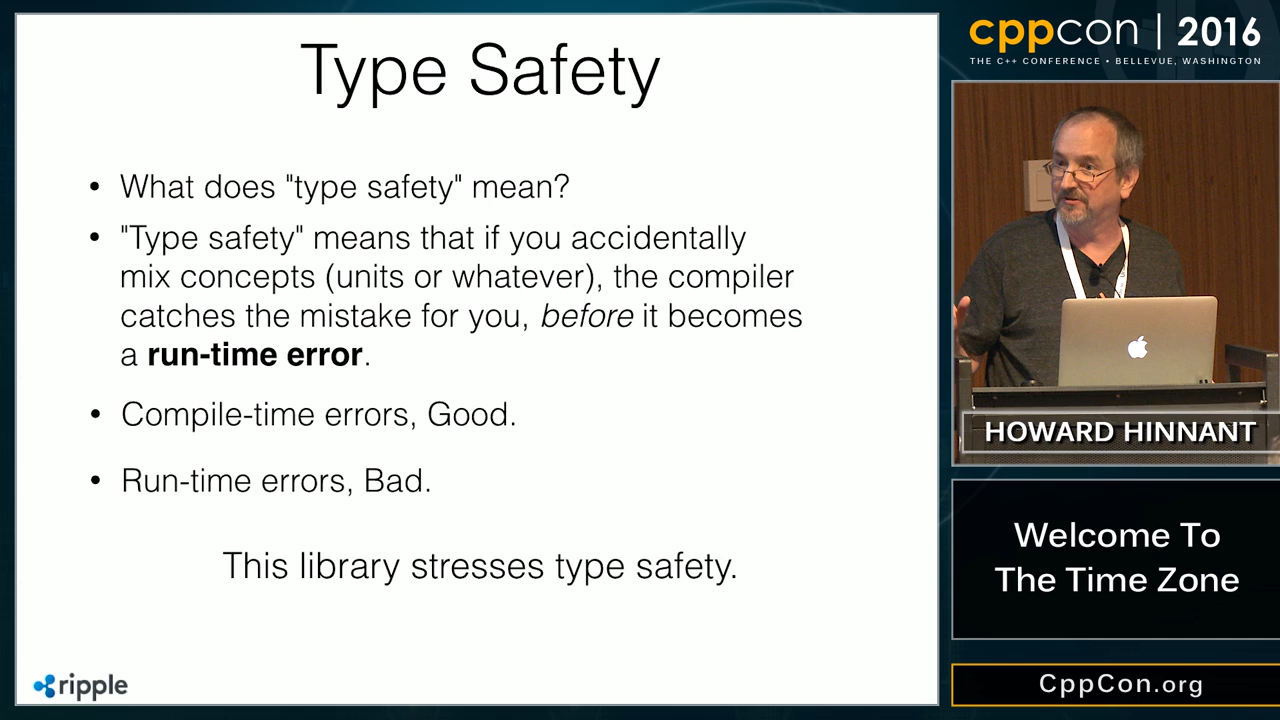 Type Safety
• What does "type safety" mean?
• "Type safety" means that if you accidentally
mix concepts (units or whatever), the compiler
catches the mistake for you, before it becomes
a run-time error.
• Compile-time errors, Good.
• Run-time errors, Bad.
This library stresses type safety.
ripple
cppcon | 2016
THE C++ CONFERENCE • BELLEVUE, WASHINGTON
HOWARD HINNANT
Welcome To
The Time Zone
CppCon.org